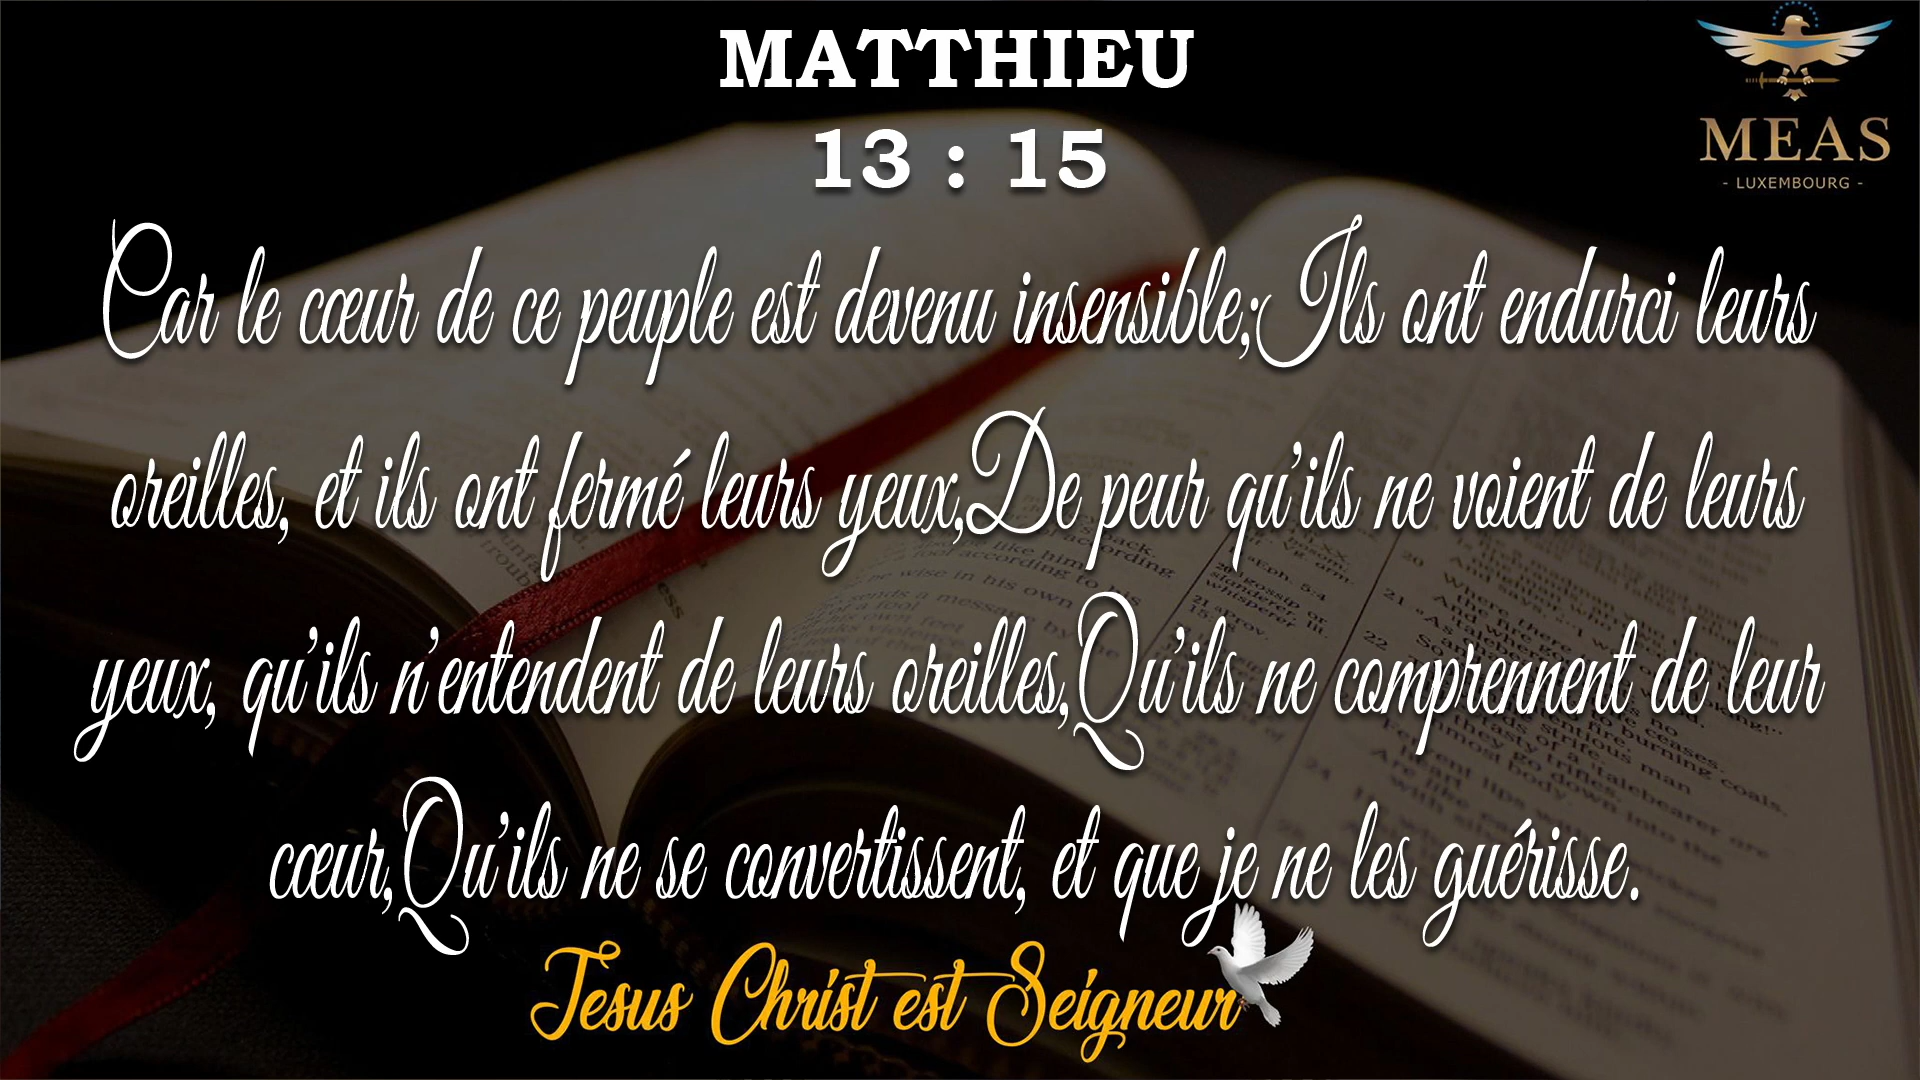 MATTHIEU
13 : 15
MEAS
- LUXEMBOURG -
Car le cœur de ce peuple est devenu insensible;Ils ont endurci leurs
oreilles, et ils ont fermé leurs yeux,De peur qu'ils ne voient de leurs
yeux, qu'ils n'entendent de leurs oreilles,Qu'ils ne comprennent de leur
cœur,Qu'ils ne se convertissent, et que je ne les guérisse.
Jesus Christ est Seigneur